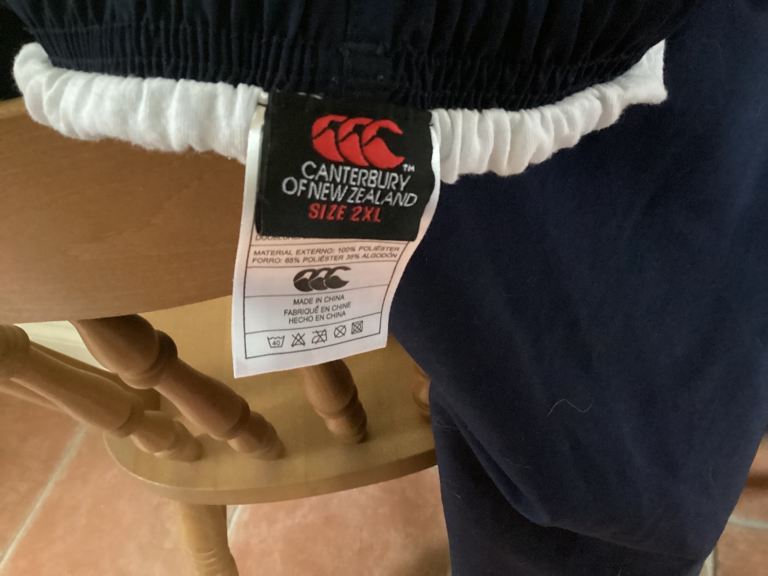 CANTERBURY
OF NEW ZEALAND
SIZE 2XL
MATERIAL EXTERNO: 100% POLIÉSTER
FORRO: 65% POLIÉSTER 35% ALGODÓN
MADE IN CHINA
FABRIQUÉ EN CHINE
HECHO EN CHINA
40